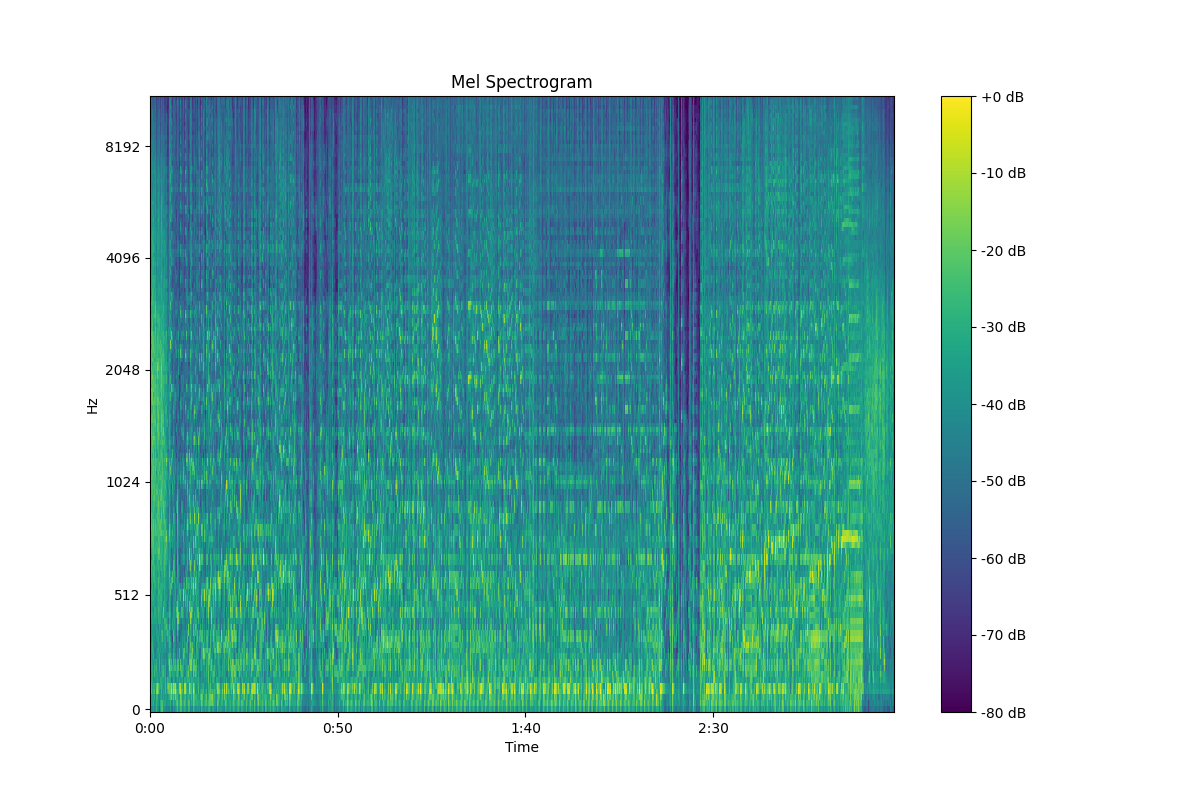 Mel Spectrogram
Hz
8192
4096
2048
1024
512
0
0:00
0:50
1:40
2:30
Time
+0 dB
-10 dB
-20 dB
-30 dB
-40 dB
-50 dB
-60 dB
-70 dB
-80 dB